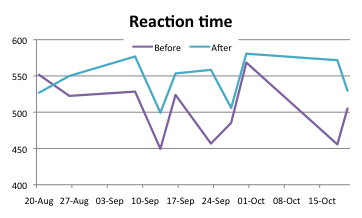 Reaction time
Before After
600
550
500
450
400
20-Aug 27-Aug 03-Sep 10-Sep 17-Sep 24-Sep 01-Oct 08-Oct 15-Oct